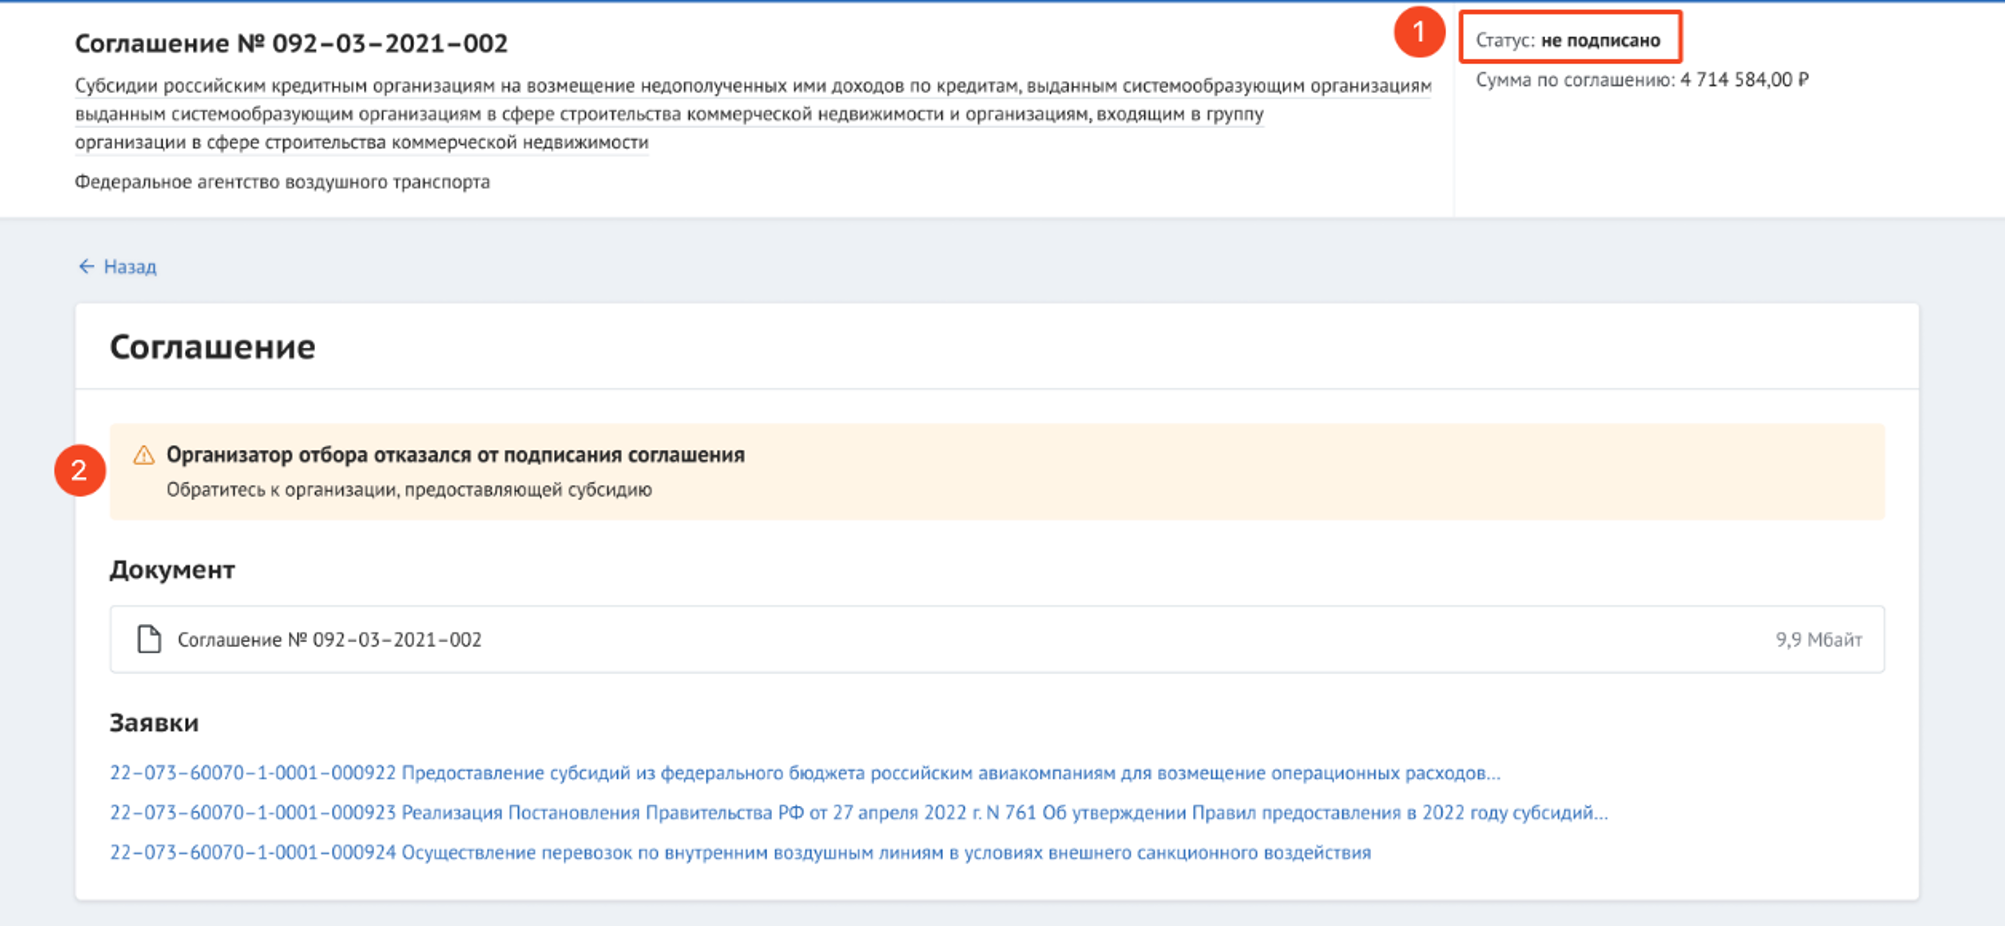 Соглашение № 092–03–2021–002
1
Статус: не подписано
Сумма по соглашению: 4 714 584,00 ₽
Субсидии российским кредитным организациям на возмещение недополученных ими доходов по кредитам, выданным системообразующим организациям
выданным системообразующим организациям в сфере строительства коммерческой недвижимости и организациям, входящим в группу
организации в сфере строительства коммерческой недвижимости
Федеральное агентство воздушного транспорта
← Назад
Соглашение
2
Организатор отбора отказался от подписания соглашения
Обратитесь к организации, предоставляющей субсидию
Документ
Соглашение № 092–03–2021–002
9,9 Мбайт
Заявки
22–073–60070–1-0001–000922 Предоставление субсидий из федерального бюджета российским авиакомпаниям для возмещение операционных расходов...
22–073–60070–1-0001–000923 Реализация Постановления Правительства РФ от 27 апреля 2022 г. N 761 Об утверждении Правил предоставления в 2022 году субсидий...
22–073–60070–1-0001–000924 Осуществление перевозок по внутренним воздушным линиям в условиях внешнего санкционного воздействия